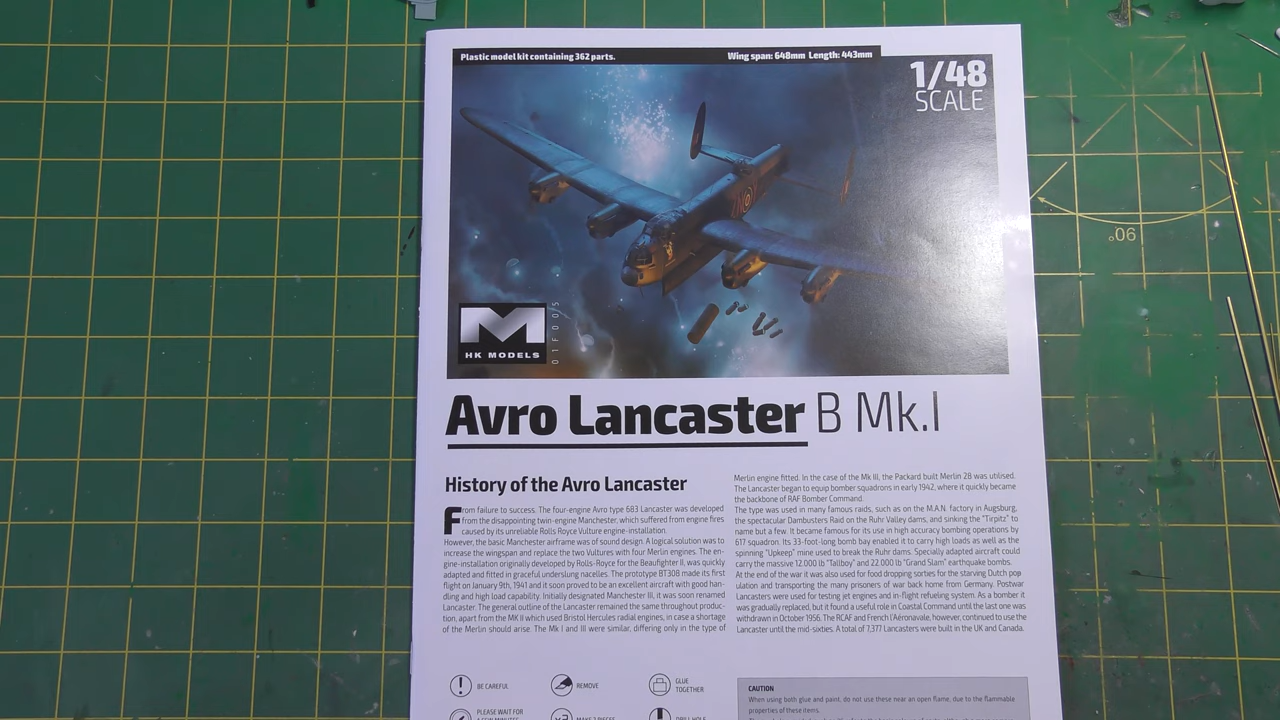 Plastic model kit containing 362 parts.
Wing span: 648mm Length: 443mm
1/48
SCALE
M
HK MODELS
01F005
Avro Lancaster B Mk.I
History of the Avro Lancaster
From failure to success. The four-engine Avro type 683 Lancaster was developed
from the disappointing twin-engine Manchester, which suffered from engine fires
caused by its unreliable Rolls Royce Vulture engine-installation.
However, the basic Manchester airframe was of sound design. A logical solution was to
increase the wingspan and replace the two Vultures with four Merlin engines. The en-
gine-installation originally developed by Rolls-Royce for the Beaufighter II, was quickly
adapted and fitted in graceful underslung nacelles. The prototype BT308 made its first
flight on January 9th, 1941 and it soon proved to be an excellent aircraft with good han-
dling and high load capability. Initially designated Manchester III, it was soon renamed
Lancaster. The general outline of the Lancaster remained the same throughout produc-
tion, apart from the MK II which used Bristol Hercules radial engines, in case a shortage
of the Merlin should arise. The Mk I and III were similar, differing only in the type of
Merlin engine fitted. In the case of the Mk III, the Packard built Merlin 28 was utilised.
The Lancaster began to equip bomber squadrons in early 1942, where it quickly became
the backbone of RAF Bomber Command.
The type was used in many famous raids, such as on the M.A.N. factory in Augsburg,
the spectacular Dambusters Raid on the Ruhr Valley dams, and sinking the "Tirpitz" to
name but a few. It became famous for its use in high accuracy bombing operations by
617 squadron. Its 33-foot-long bomb bay enabled it to carry high loads as well as the
spinning "Upkeep" mine used to break the Ruhr dams. Specially adapted aircraft could
carry the massive 12.000 lb "Tallboy" and 22.000 lb "Grand Slam" earthquake bombs.
At the end of the war it was also used for food dropping sorties for the starving Dutch pop
ulation and transporting the many prisoners of war back home from Germany. Postwar
Lancasters were used for testing jet engines and in-flight refueling system. As a bomber it
was gradually replaced, but it found a useful role in Coastal Command until the last one was
withdrawn in October 1956. The RCAF and French l'Aéronavale, however, continued to use the
Lancaster until the mid-sixties. A total of 7,377 Lancasters were built in the UK and Canada.
BE CAREFUL
REMOVE
GLUE
TOGETHER
PLEASE WAIT FOR
CAUTION
When using both glue and paint, do not use these near an open flame, due to the flammable
properties of these items.
90°